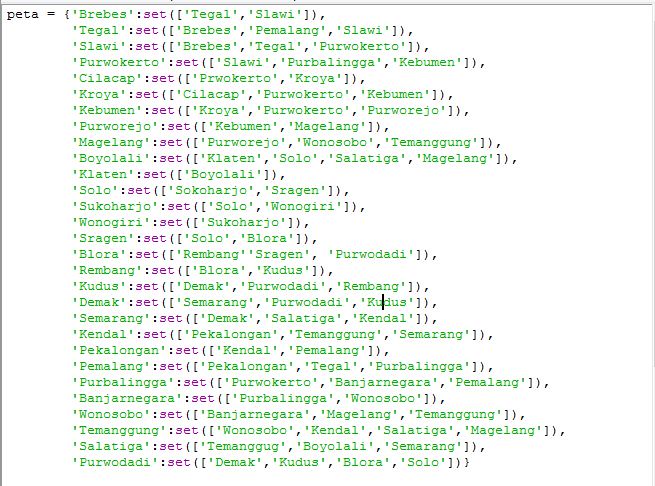 peta = {'Brebes':set(['Tegal','Slawi']),
'Tegal':set(['Brebes','Pemalang','Slawi']),
'Slawi':set(['Brebes','Tegal','Purwokerto']),
'Purwokerto':set(['Slawi','Purbalingga','Kebumen']),
'Cilacap':set(['Prwokerto','Kroya']),
'Kroya':set(['Cilacap','Purwokerto','Kebumen']),
'Kebumen':set(['Kroya','Purwokerto','Purworejo']),
'Purworejo':set(['Kebumen','Magelang']),
'Magelang':set(['Purworejo','Wonosobo','Temanggung']),
'Boyolali':set(['Klaten','Solo','Salatiga','Magelang']),
'Klaten':set(['Boyolali']),
'Solo':set(['Sokoharjo','Sragen']),
'Sukoharjo':set(['Solo','Wonogiri']),
'Wonogiri':set(['Sukoharjo']),
'Sragen':set(['Solo','Blora']),
'Blora':set(['Rembang''Sragen', 'Purwodadi']),
'Rembang':set(['Blora','Kudus']),
'Kudus':set(['Demak','Purwodadi','Rembang']),
'Demak':set(['Semarang','Purwodadi','Kudus']),
'Semarang':set(['Demak','Salatiga','Kendal']),
'Kendal':set(['Pekalongan','Temanggung','Semarang']),
'Pekalongan':set(['Kendal','Pemalang']),
'Pemalang':set(['Pekalongan','Tegal','Purbalingga']),
'Purbalingga':set(['Purwokerto','Banjarnegara','Pemalang']),
'Banjarnegara':set(['Purbalingga','Wonosobo']),
'Wonosobo':set(['Banjarnegara','Magelang','Temanggung']),
'Temanggung':set(['Wonosobo','Kendal','Salatiga','Magelang']),
'Salatiga':set(['Temanggug','Boyolali','Semarang']),
'Purwodadi':set(['Demak','Kudus','Blora','Solo'])}